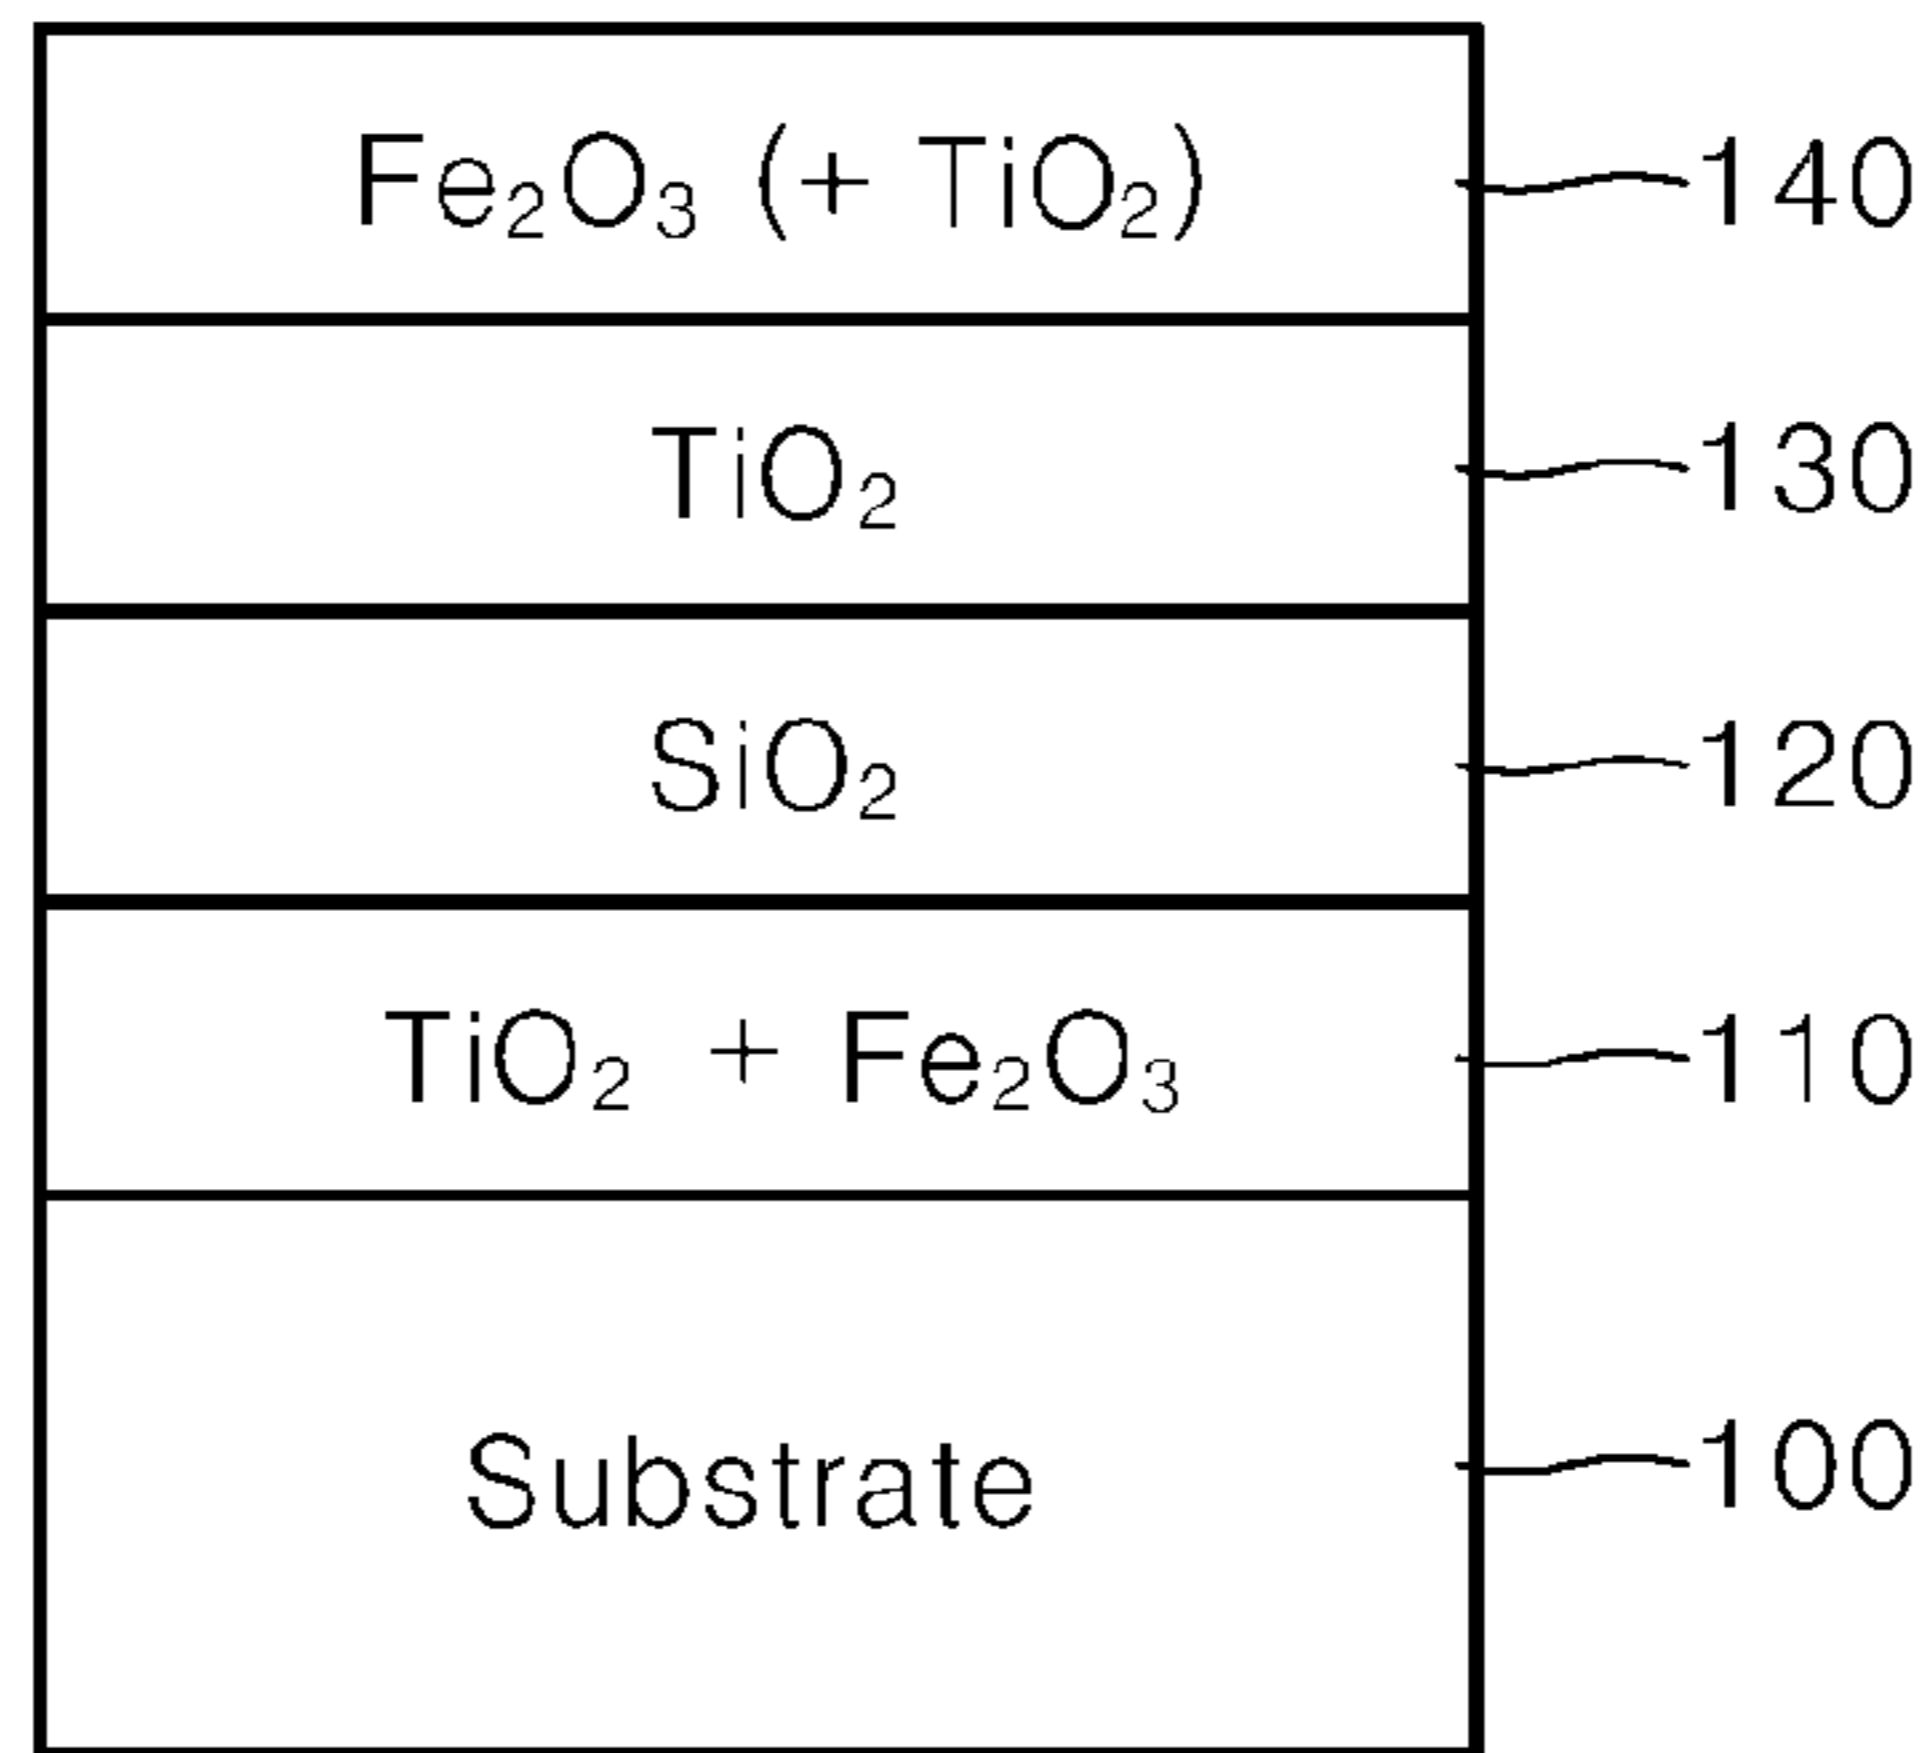 Fe₂O₃ (+ TiO₂) 140
TiO₂ 130
SiO₂ 120
TiO₂ + Fe₂O₃ 110
Substrate 100